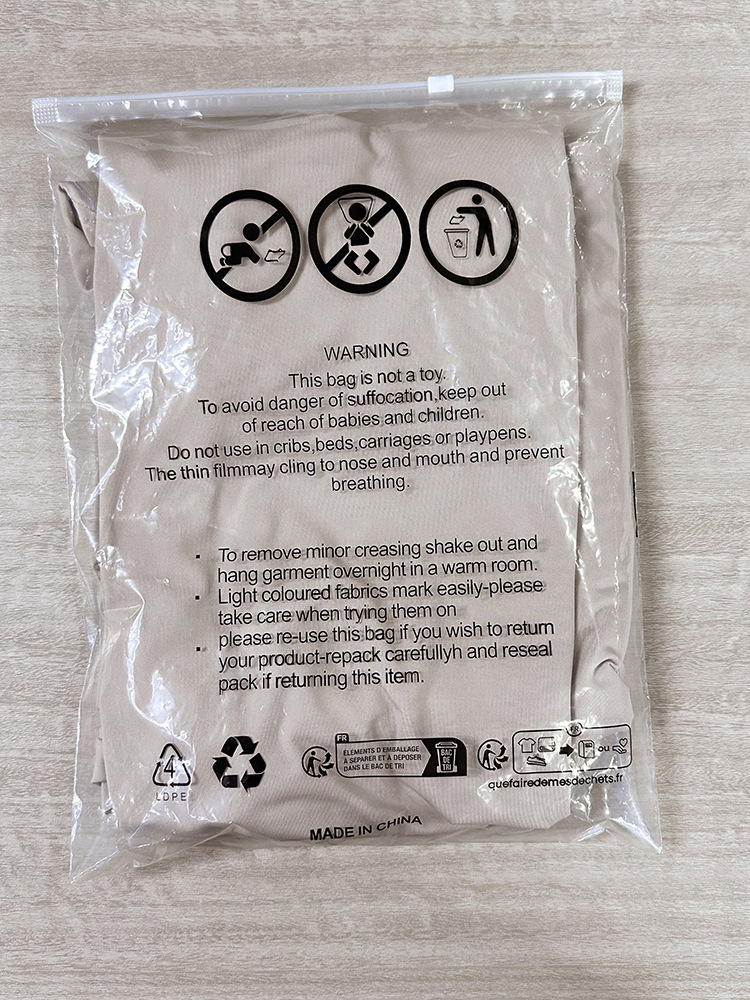 WARNING
This bag is not a toy.
To avoid danger of suffocation,keep out
of reach of babies and children.
Do not use in cribs,beds,carriages or playpens.
The thin filmmay cling to nose and mouth and prevent
breathing.
· To remove minor creasing shake out and
hang garment overnight in a warm room.
· Light coloured fabrics mark easily-please
take care when trying them on
please re-use this bag if you wish to return
· your product-repack carefullyh and reseal
pack if returning this item.
4
LDPE
FR
ÉLÉMENTS D'EMBALLAGE
À SÉPARER ET À DÉPOSER
DANS LE BAC DE TRI
BAC
DE
TRI
FR
OU
quefairedemesdechets.fr
MADE IN CHINA